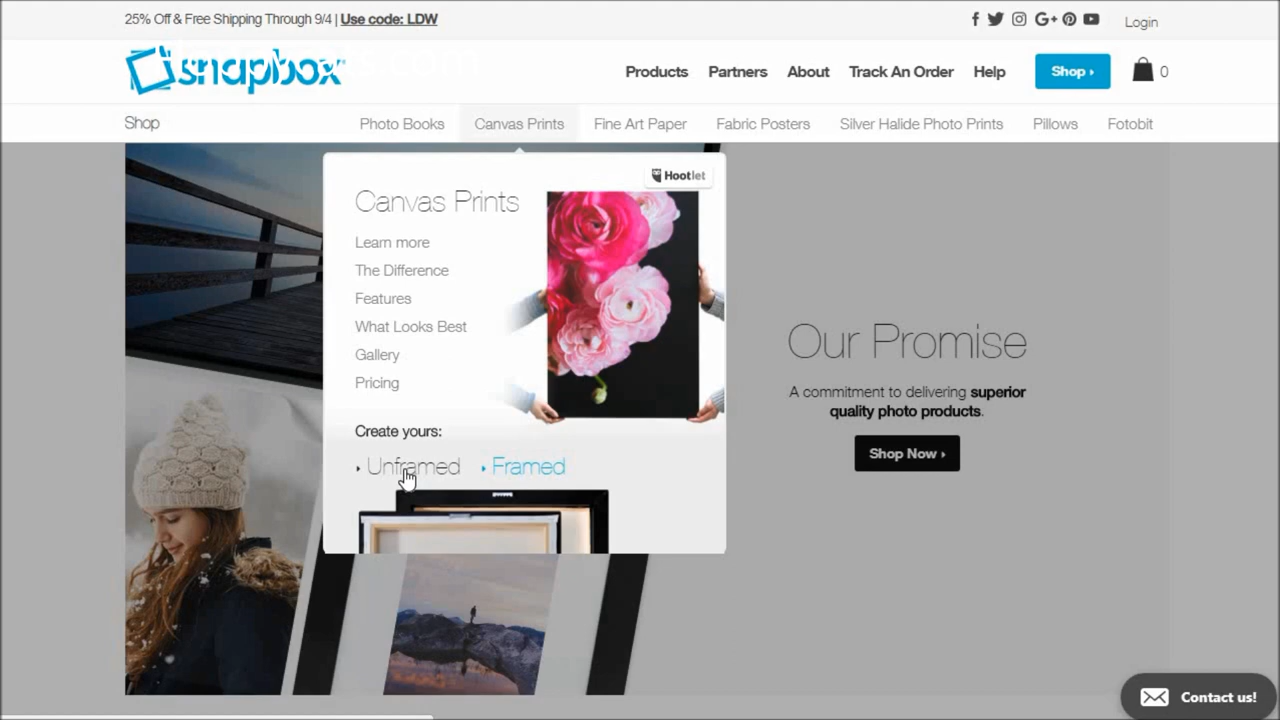 25% Off & Free Shipping Through 9/4 | Use code: LDW
Login
snapbox
Products Partners About Track An Order Help Shop › 0
Shop Photo Books Canvas Prints Fine Art Paper Fabric Posters Silver Halide Photo Prints Pillows Fotobit
Hootlet
Canvas Prints
Learn more
The Difference
Features
What Looks Best
Gallery
Pricing
Create yours:
Unframed Framed
Our Promise
A commitment to delivering superior
quality photo products.
Shop Now ›
Contact us!